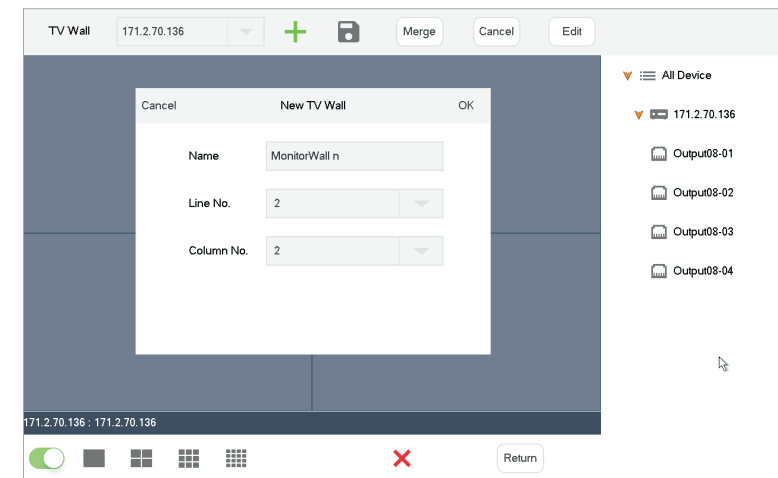 TV Wall 171.2.70.136 Merge Cancel Edit
Cancel New TV Wall OK
Name MonitorWall n
Line No. 2
Column No. 2
All Device
171.2.70.136
Output08-01
Output08-02
Output08-03
Output08-04
171.2.70.136 : 171.2.70.136
Return